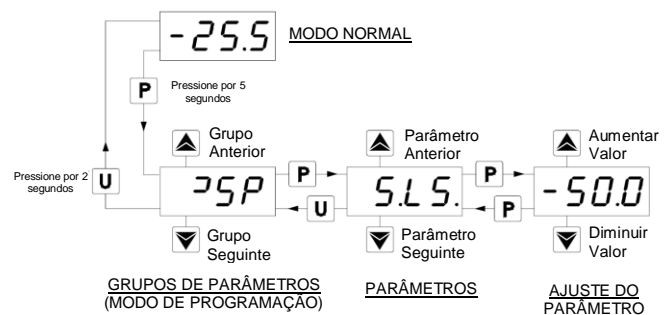 -25.5
MODO NORMAL
P
Pressione por 5
segundos
Grupo
Anterior
Parâmetro
Anterior
Aumentar
Valor
Pressione por 2
segundos
U
P
P
SP
S.L S.
-50.0
U
P
Grupo
Seguinte
Parâmetro
Seguinte
Diminuir
Valor
GRUPOS DE PARÂMETROS
(MODO DE PROGRAMAÇÃO)
PARÂMETROS
AJUSTE DO
PARÂMETRO